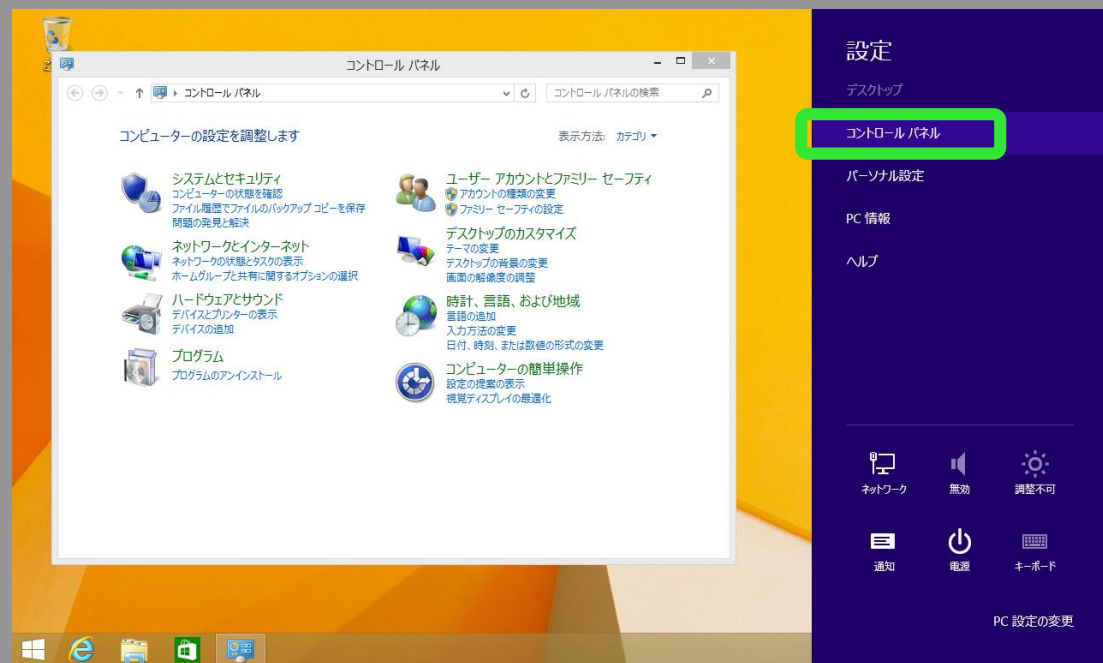 コントロール パネル
コントロール パネル
コントロール パネルの検索
コンピューターの設定を調整します
表示方法: カテゴリ
システムとセキュリティ
コンピューターの状態を確認
ファイル履歴でファイルのバックアップ コピーを保存
問題の発見と解決
ネットワークとインターネット
ネットワークの状態とタスクの表示
ホームグループと共有に関するオプションの選択
ハードウェアとサウンド
デバイスとプリンターの表示
デバイスの追加
プログラム
プログラムのアンインストール
ユーザー アカウントとファミリー セーフティ
アカウントの種類の変更
ファミリー セーフティの設定
デスクトップのカスタマイズ
テーマの変更
デスクトップの背景の変更
画面の解像度の調整
時計、言語、および地域
言語の追加
入力方法の変更
日付、時刻、または数値の形式の変更
コンピューターの簡単操作
設定の提案の表示
視覚ディスプレイの最適化
設定
デスクトップ
コントロール パネル
パーソナル設定
PC 情報
ヘルプ
ネットワーク
無効
調整不可
通知
電源
キーボード
PC 設定の変更